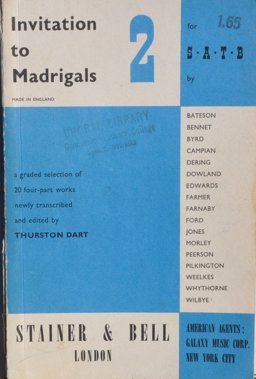 Invitation
to
Madrigals
MADE IN ENGLAND
2
for
1.65
S·A·T·B
by
LIBRARY
a graded selection of
20 four-part works
newly transcribed
and edited by
THURSTON DART
BATESON
BENNET
BYRD
CAMPIAN
DERING
DOWLAND
EDWARDS
FARMER
FARNABY
FORD
JONES
MORLEY
PEERSON
PILKINGTON
WEELKES
WHYTHORNE
WILBYE
STAINER & BELL
LONDON
AMERICAN AGENTS:
GALAXY MUSIC CORP.
NEW YORK CITY